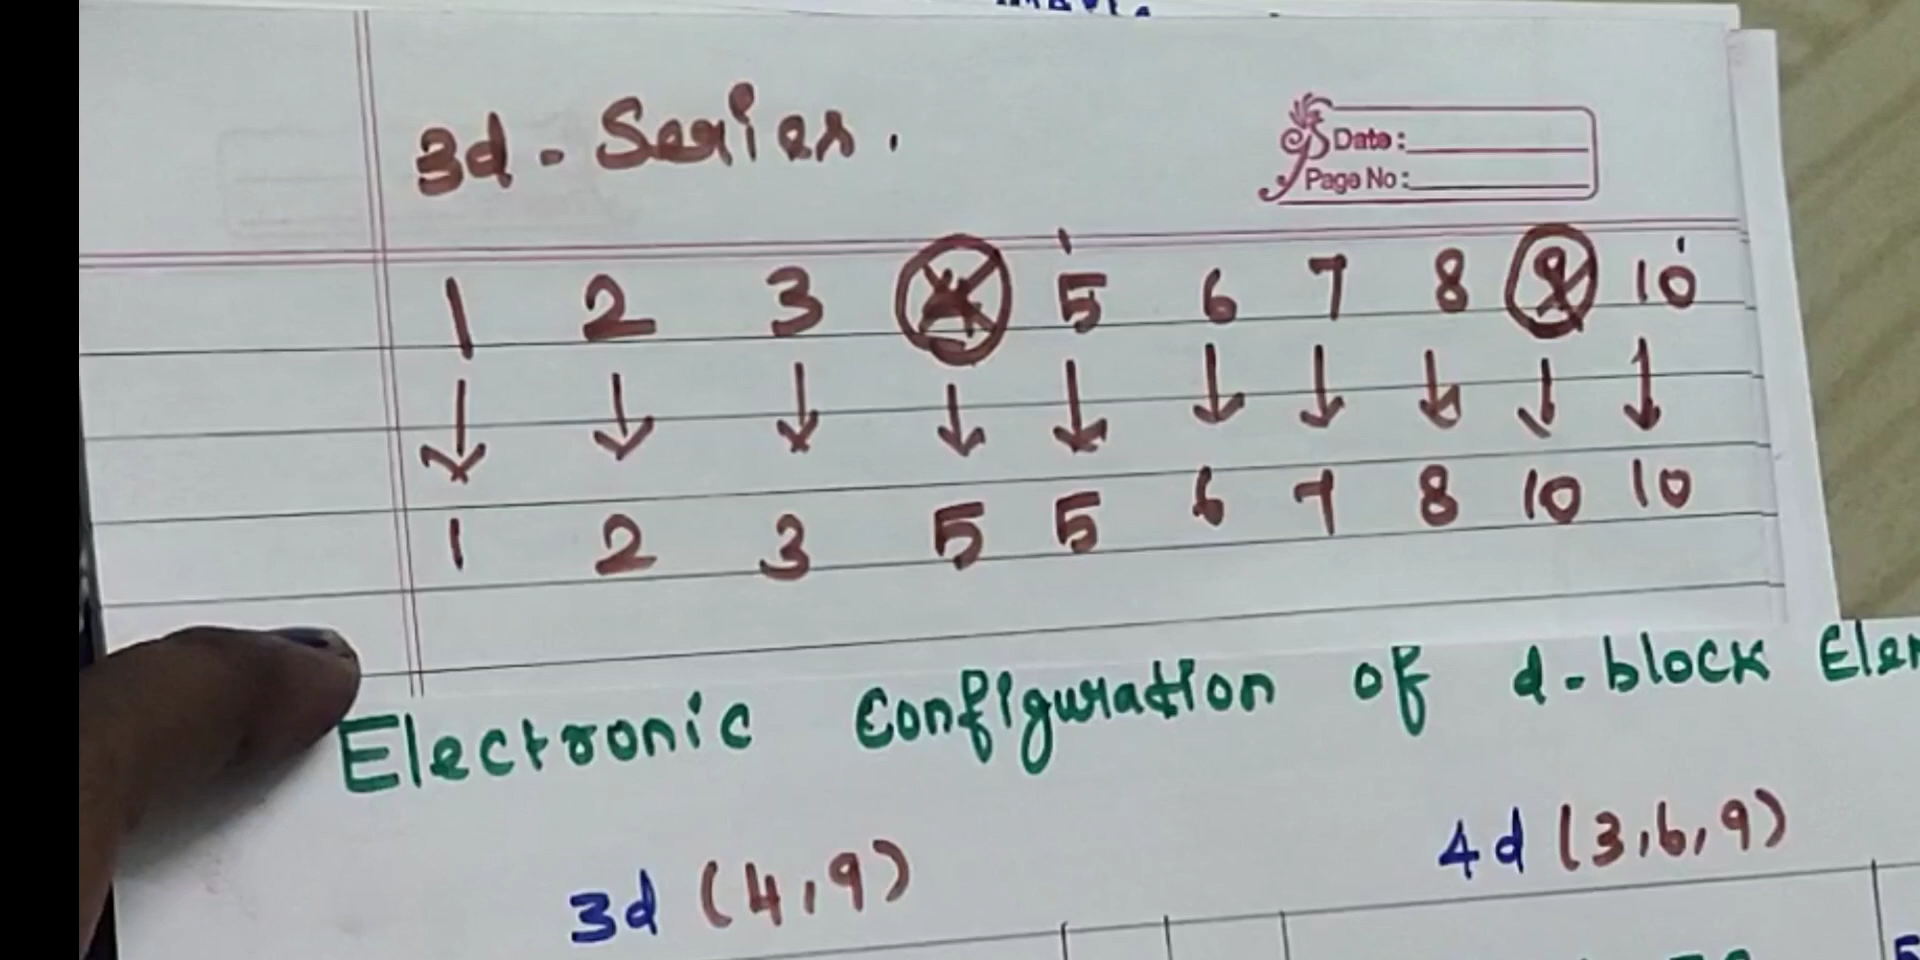 3d - Series.
Date:
Page No:
1 2 3 4 5 6 7 8 9 10
↓ ↓ ↓ ↓ ↓ ↓ ↓ ↓ ↓ ↓
1 2 3 5 5 6 7 8 10 10
Electronic Configuration of d-block
3d (4,9)
4d (3,6,9)